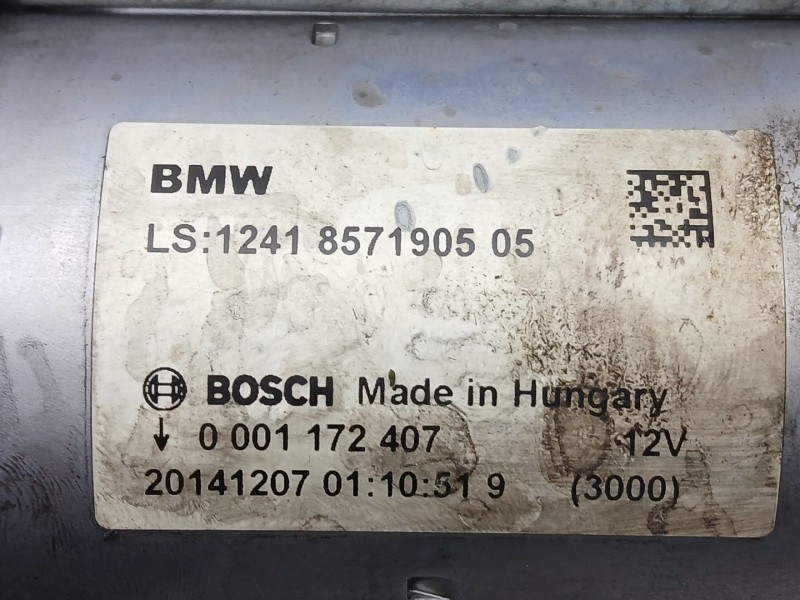 BMW
LS:1241 8571905 05
BOSCH Made in Hungary
↓ 0 001 172 407 12V
20141207 01:10:51 9 (3000)